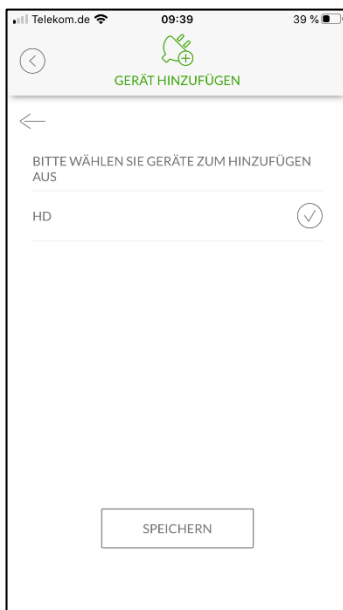 Telekom.de 09:39 39 %
GERÄT HINZUFÜGEN
BITTE WÄHLEN SIE GERÄTE ZUM HINZUFÜGEN
AUS
HD
SPEICHERN